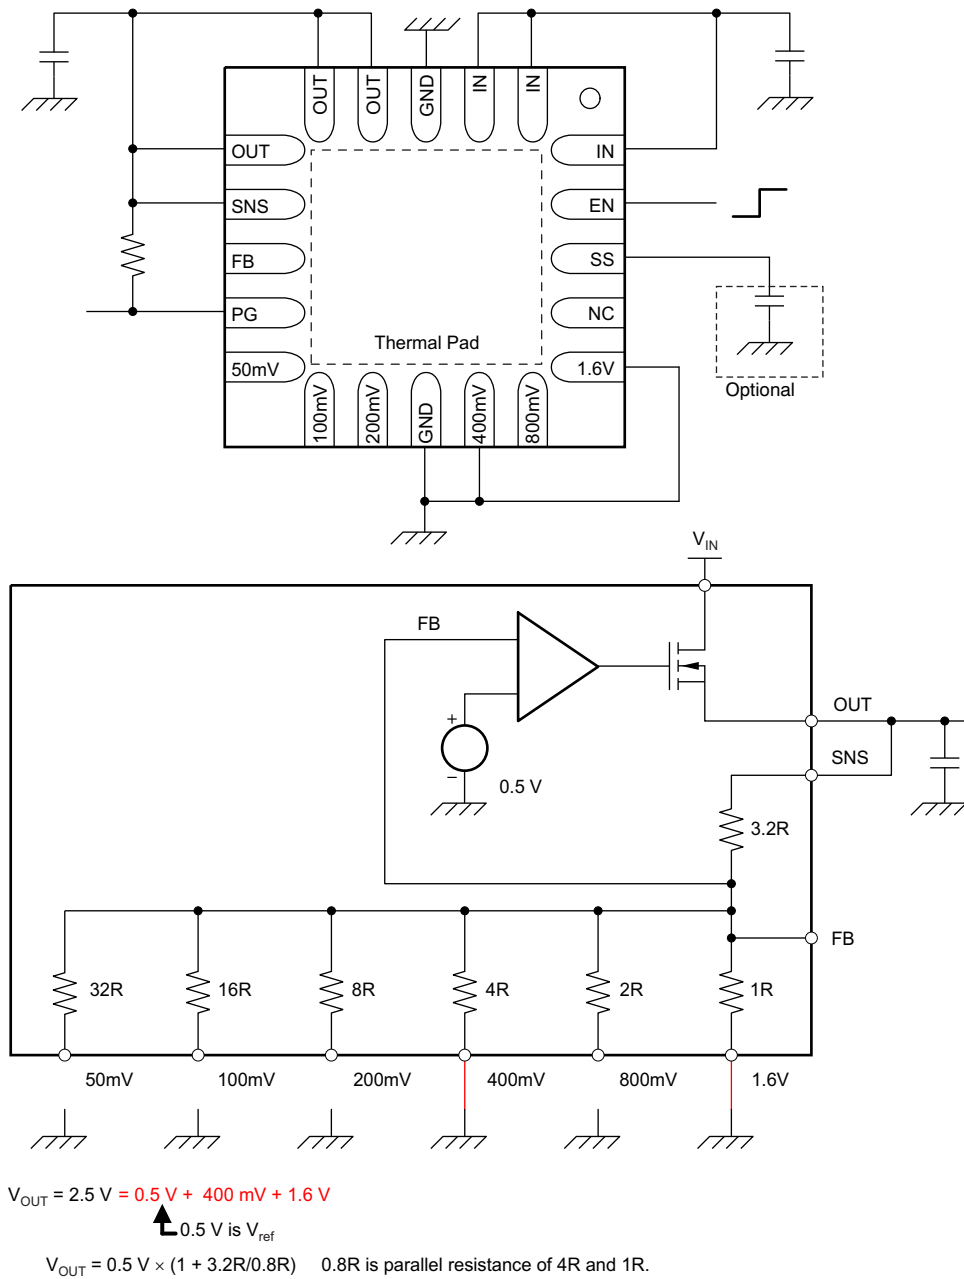 OUT
OUT
GND
IN
IN
OUT
IN
SNS
EN
FB
SS
PG
NC
Thermal Pad
50mV
1.6V
100mV
200mV
GND
400mV
800mV
Optional
VIN
FB
OUT
+
SNS
−
0.5 V
3.2R
FB
32R
16R
8R
4R
2R
1R
50mV
100mV
200mV
400mV
800mV
1.6V
VOUT = 2.5 V = 0.5 V + 400 mV + 1.6 V
0.5 V is Vref
VOUT = 0.5 V × (1 + 3.2R/0.8R) 0.8R is parallel resistance of 4R and 1R.